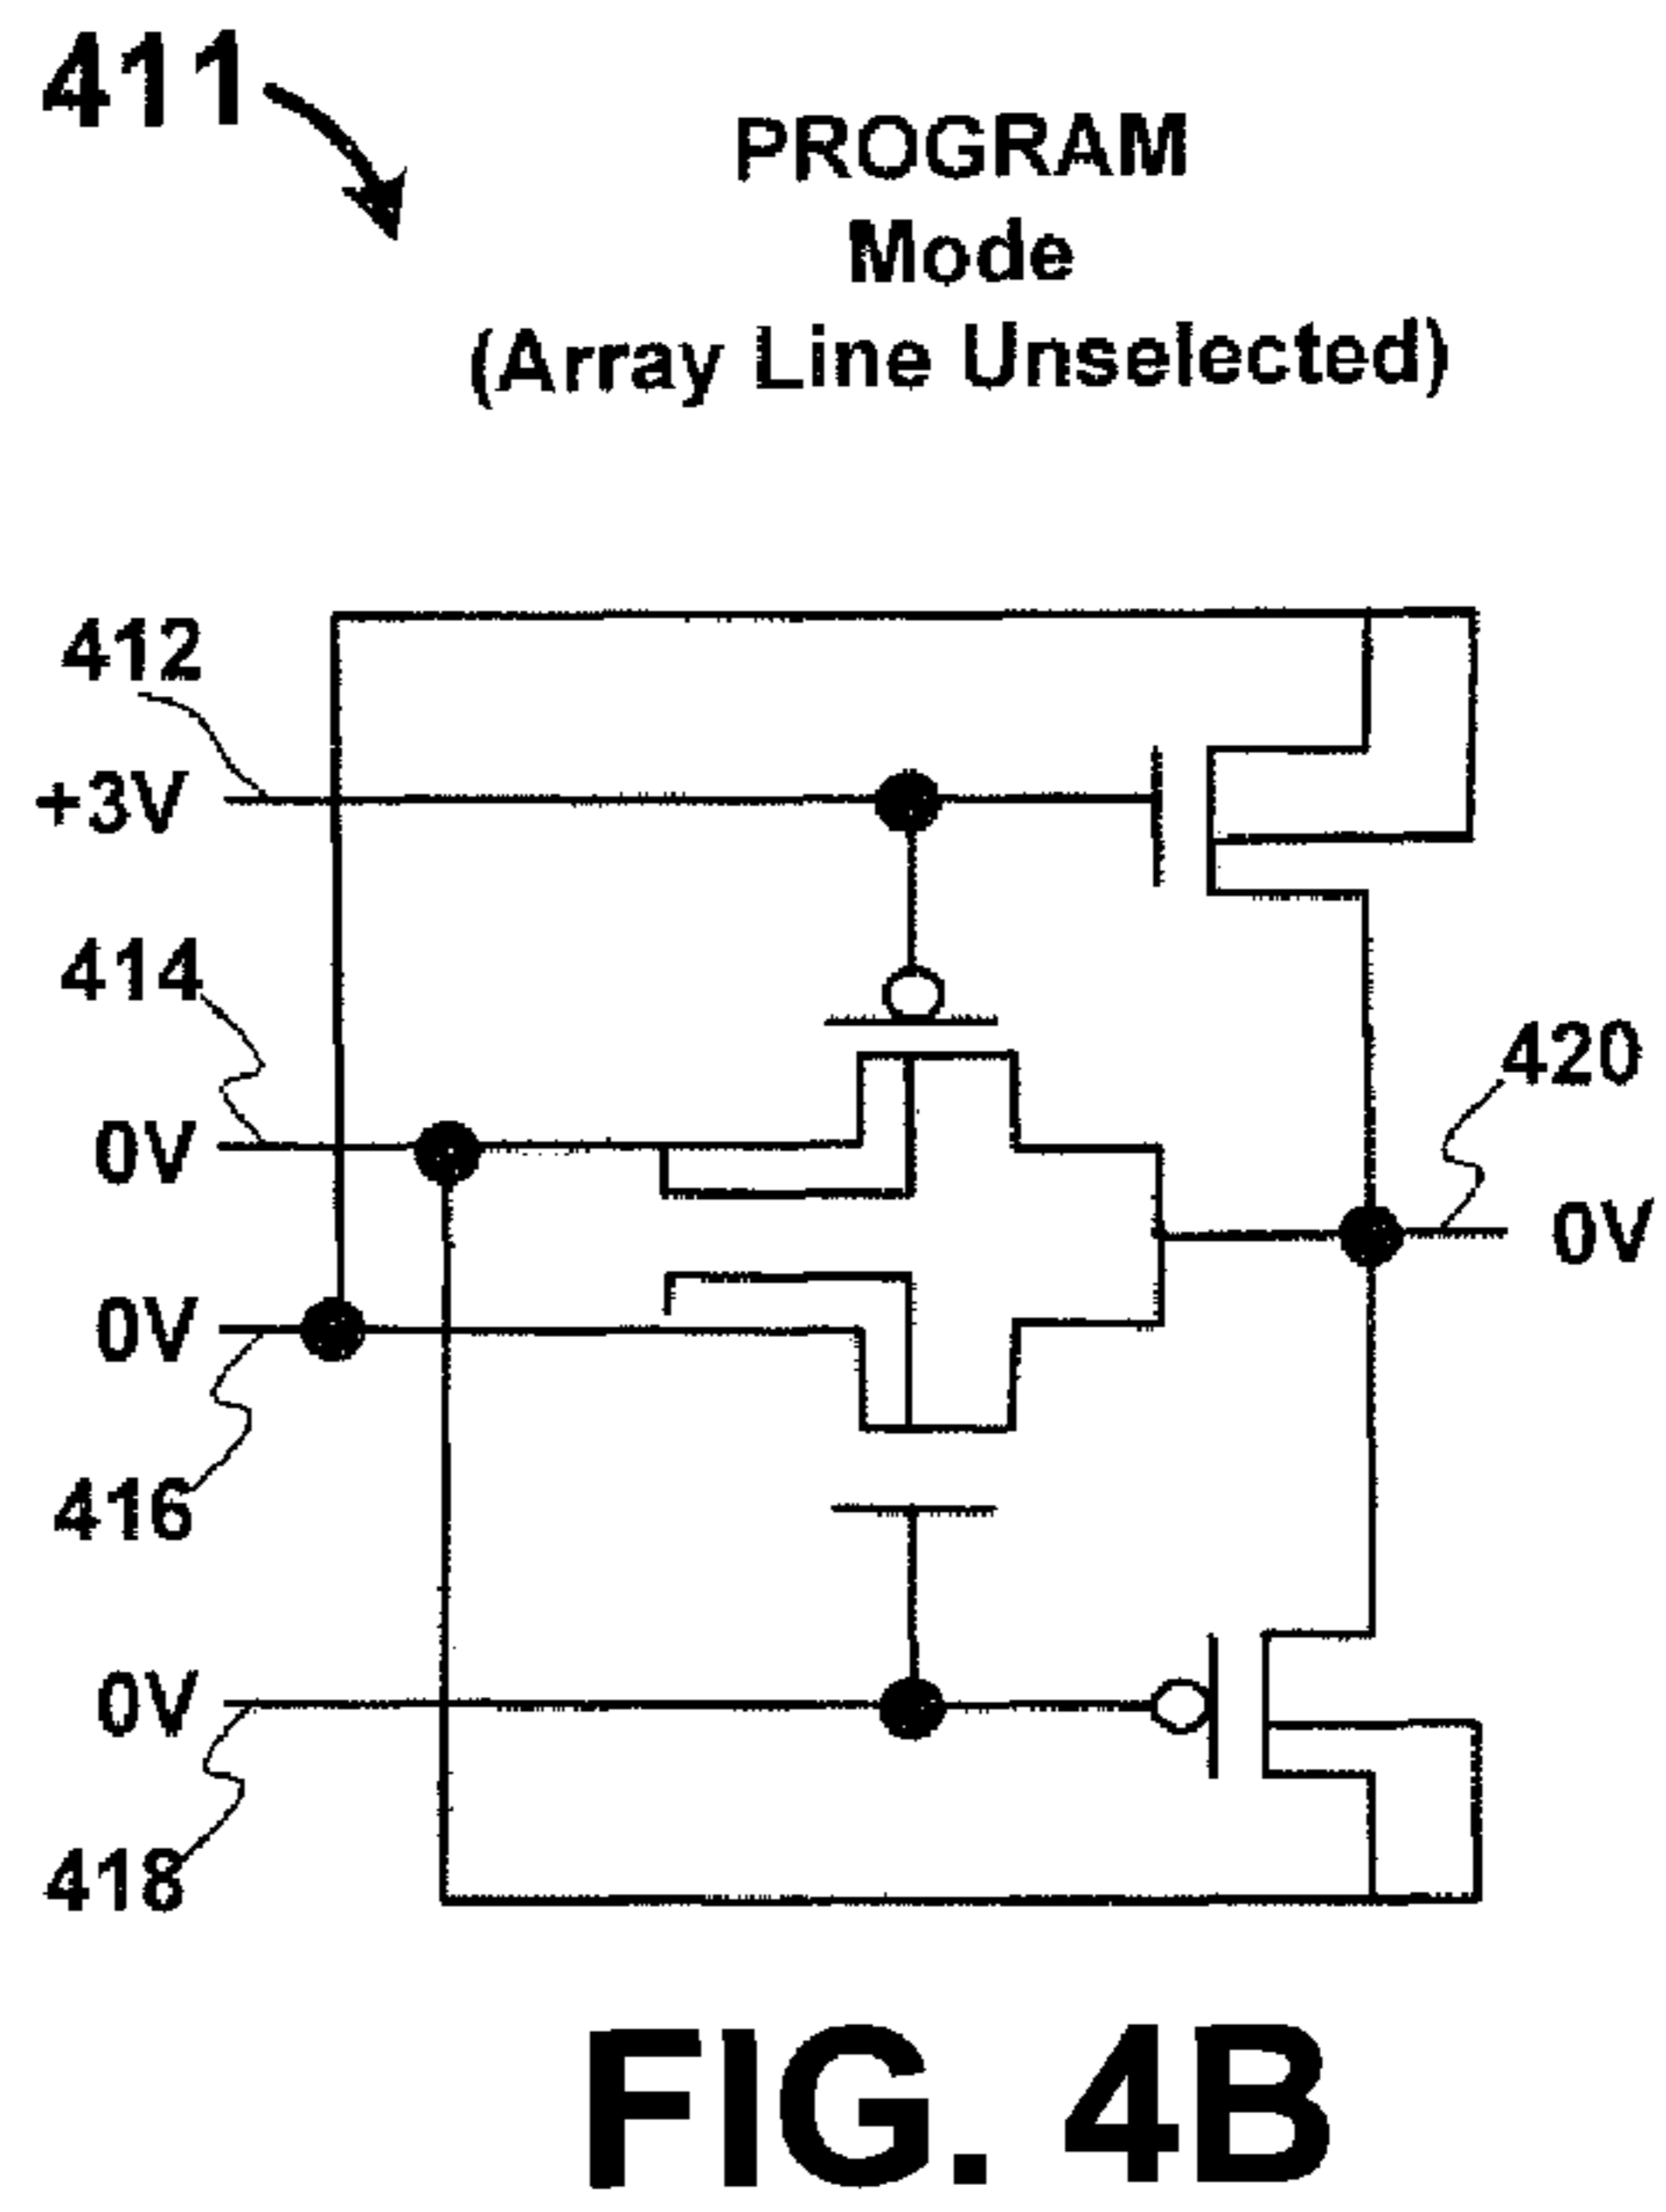 411
PROGRAM
Mode
(Array Line Unselected)
412
+3V
414
420
0V
0V
0V
416
0V
418
FIG. 4B